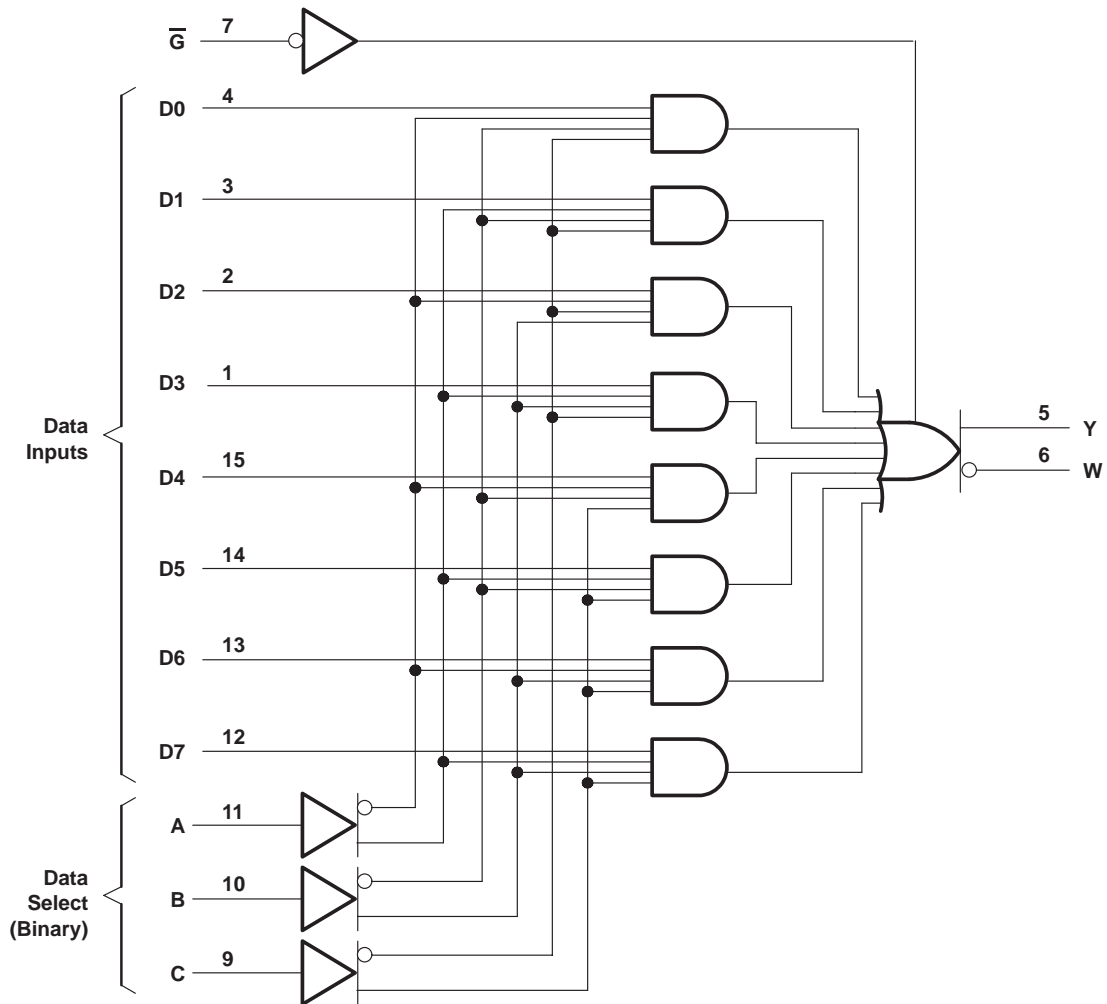 G̅ 7
D0 4
D1 3
D2 2
D3 1
Data
Inputs
D4 15
D5 14
D6 13
D7 12
5 Y
6 W
A 11
Data
Select
(Binary)
B 10
C 9